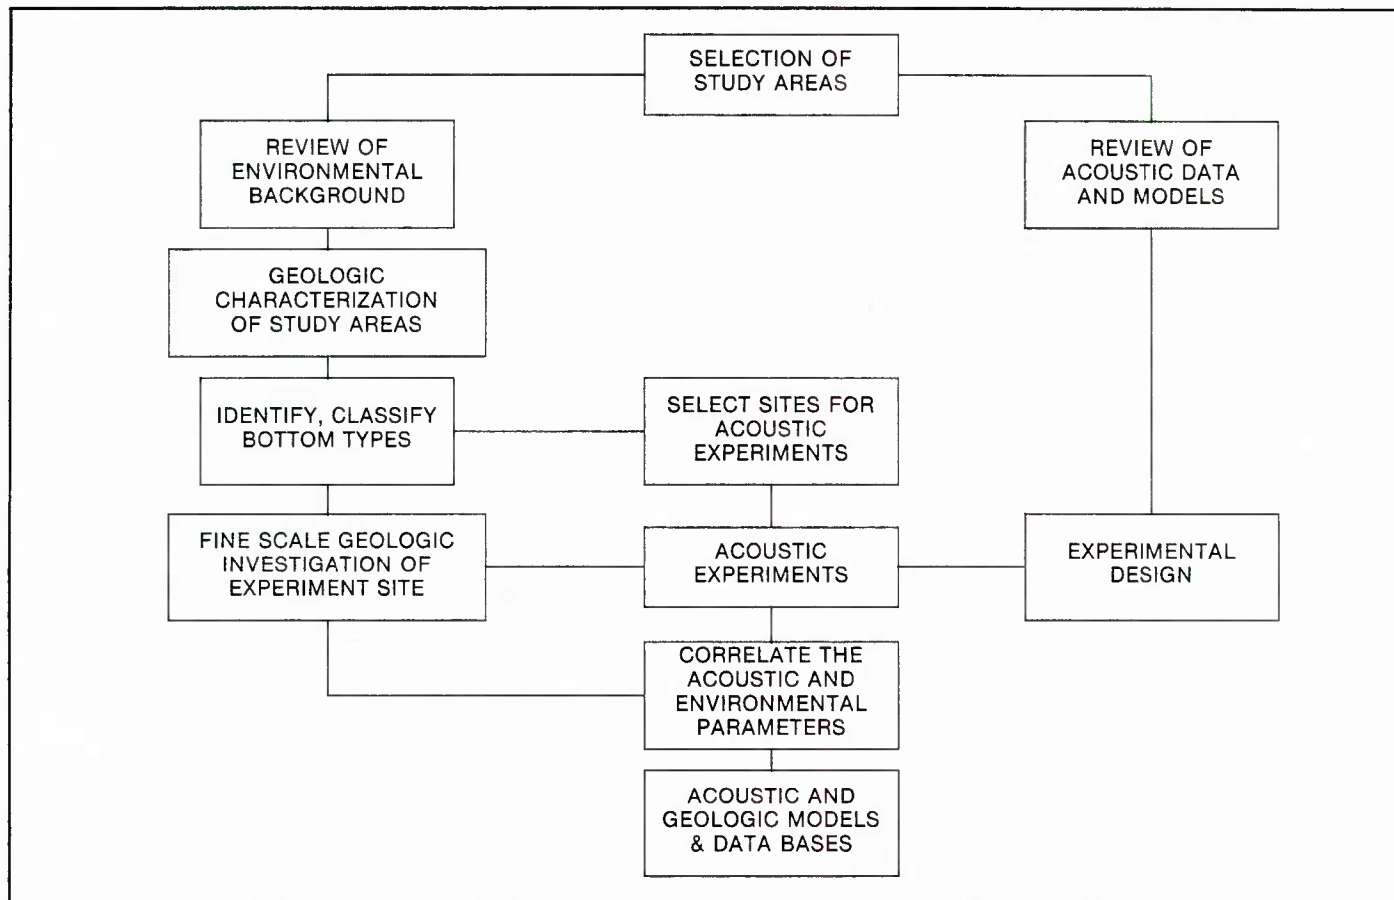 SELECTION OF
STUDY AREAS
REVIEW OF
ENVIRONMENTAL
BACKGROUND
REVIEW OF
ACOUSTIC DATA
AND MODELS
GEOLOGIC
CHARACTERIZATION
OF STUDY AREAS
IDENTIFY, CLASSIFY
BOTTOM TYPES
SELECT SITES FOR
ACOUSTIC
EXPERIMENTS
FINE SCALE GEOLOGIC
INVESTIGATION OF
EXPERIMENT SITE
ACOUSTIC
EXPERIMENTS
EXPERIMENTAL
DESIGN
CORRELATE THE
ACOUSTIC AND
ENVIRONMENTAL
PARAMETERS
ACOUSTIC AND
GEOLOGIC MODELS
& DATA BASES